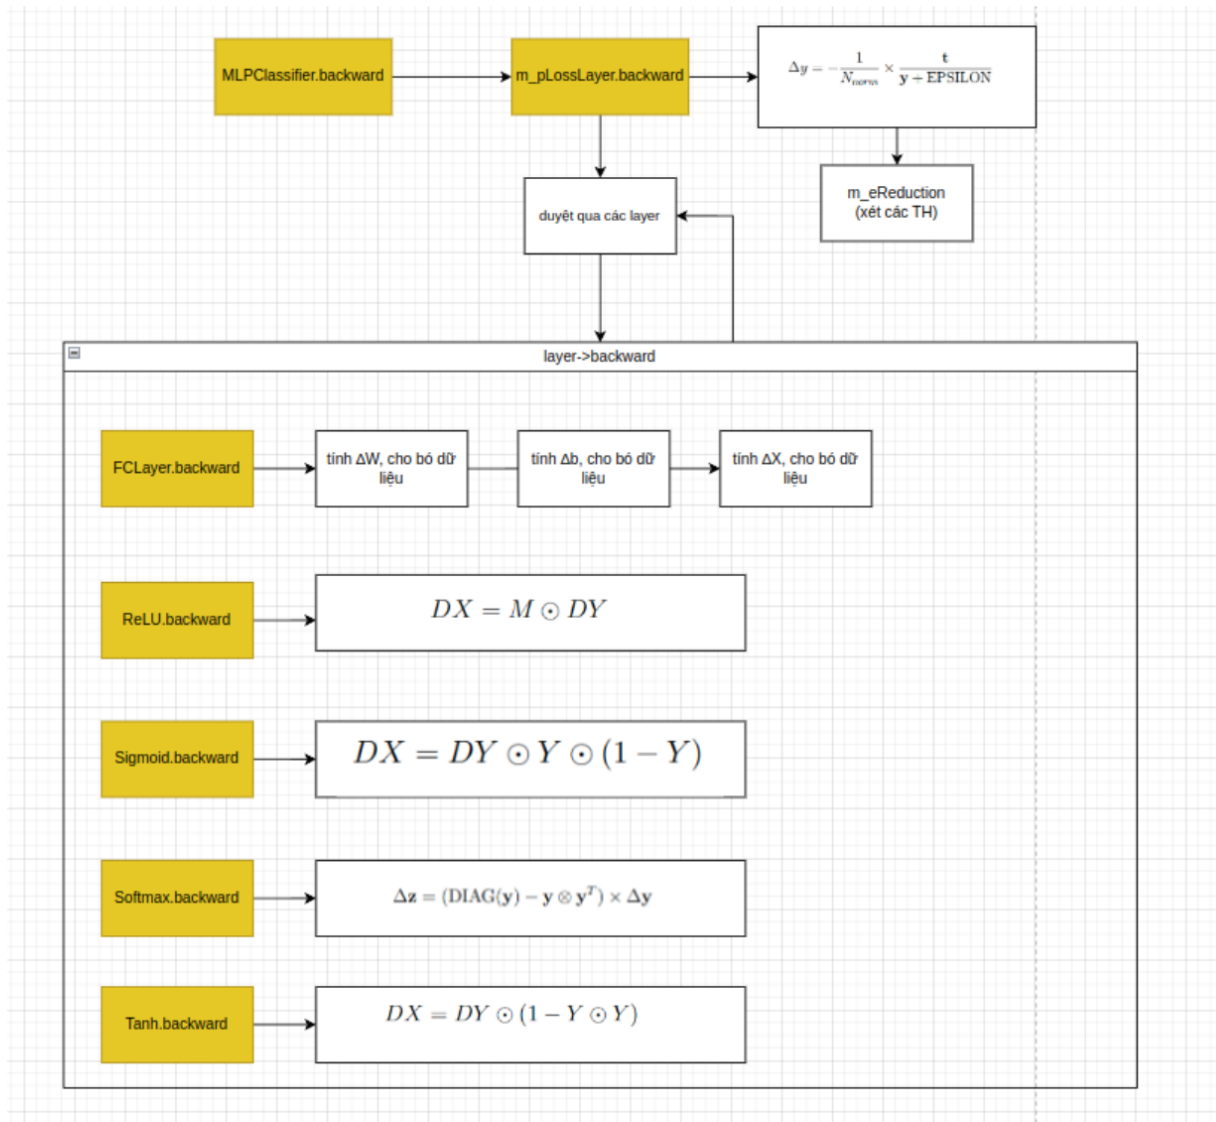 MLPClassifier.backward
m_pLossLayer.backward
Δy = − 1/N_norm × t/(y + EPSILON)
m_eReduction
(xét các TH)
duyệt qua các layer
layer->backward
FCLayer.backward
tính ΔW, cho bó dữ
liệu
tính Δb, cho bó dữ
liệu
tính ΔX, cho bó dữ
liệu
ReLU.backward
DX = M ⊙ DY
Sigmoid.backward
DX = DY ⊙ Y ⊙ (1 − Y)
Softmax.backward
Δz = (DIAG(y) − y ⊗ y^T) × Δy
Tanh.backward
DX = DY ⊙ (1 − Y ⊙ Y)